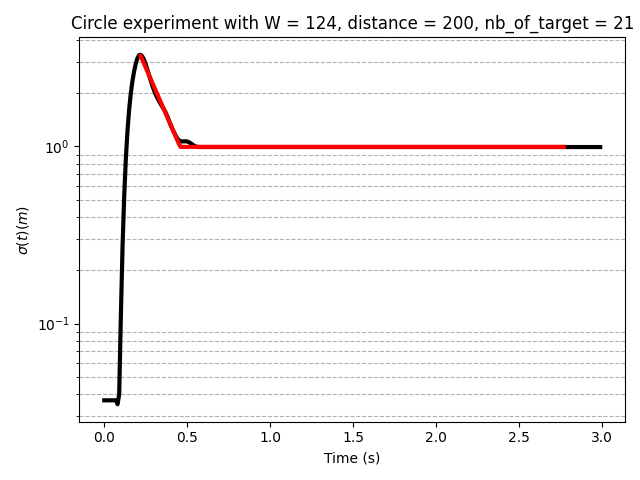 Circle experiment with W = 124, distance = 200, nb_of_target = 21
σ(t)(m)
10⁰
10⁻¹
0.0 0.5 1.0 1.5 2.0 2.5 3.0
Time (s)